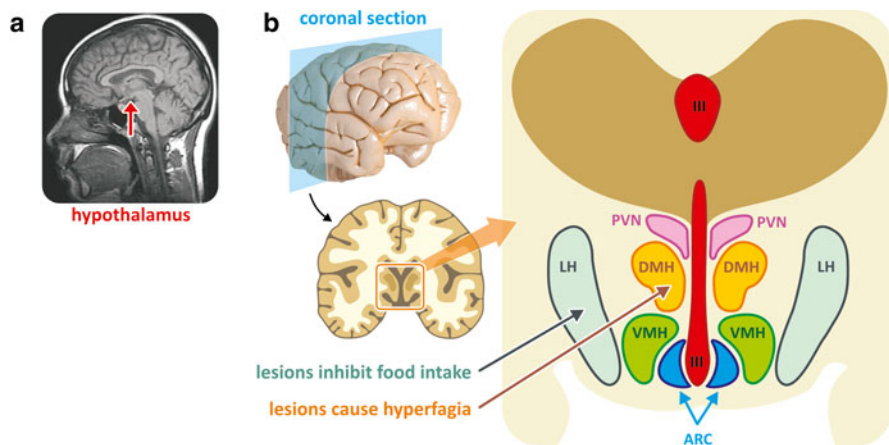 a
hypothalamus
b
coronal section
III
PVN
PVN
LH
DMH
DMH
LH
VMH
VMH
III
lesions inhibit food intake
lesions cause hyperfagia
ARC